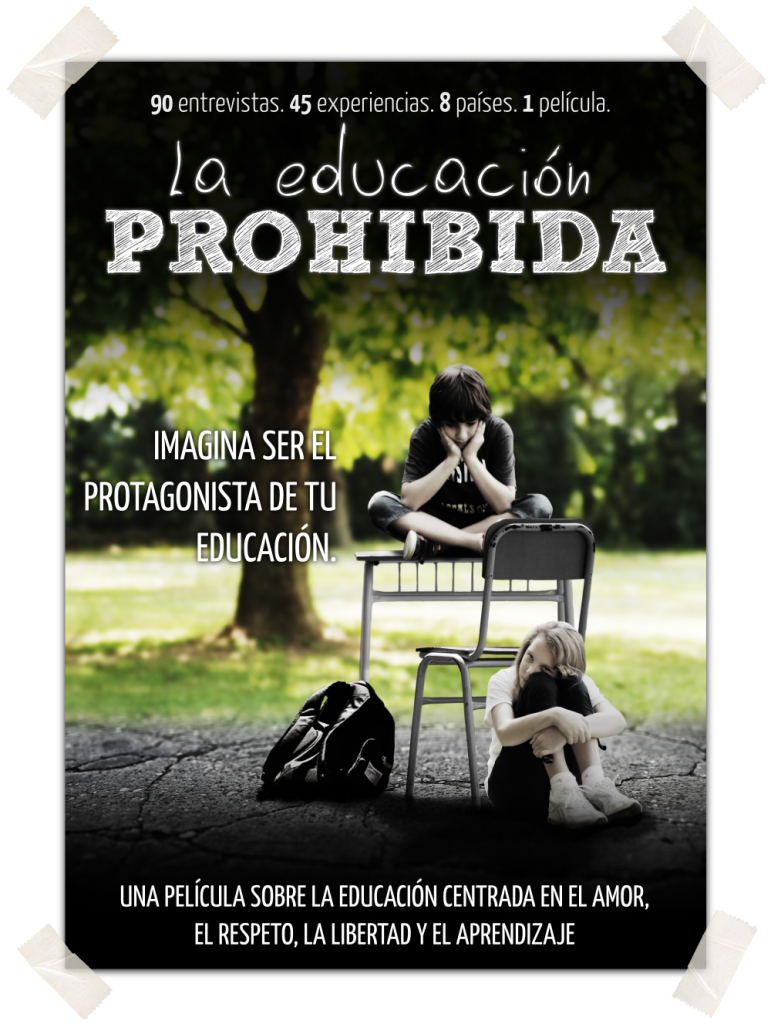 90 entrevistas. 45 experiencias. 8 países. 1 película.
La educación
PROHIBIDA
IMAGINA SER EL
PROTAGONISTA DE TU
EDUCACIÓN.
UNA PELÍCULA SOBRE LA EDUCACIÓN CENTRADA EN EL AMOR,
EL RESPETO, LA LIBERTAD Y EL APRENDIZAJE